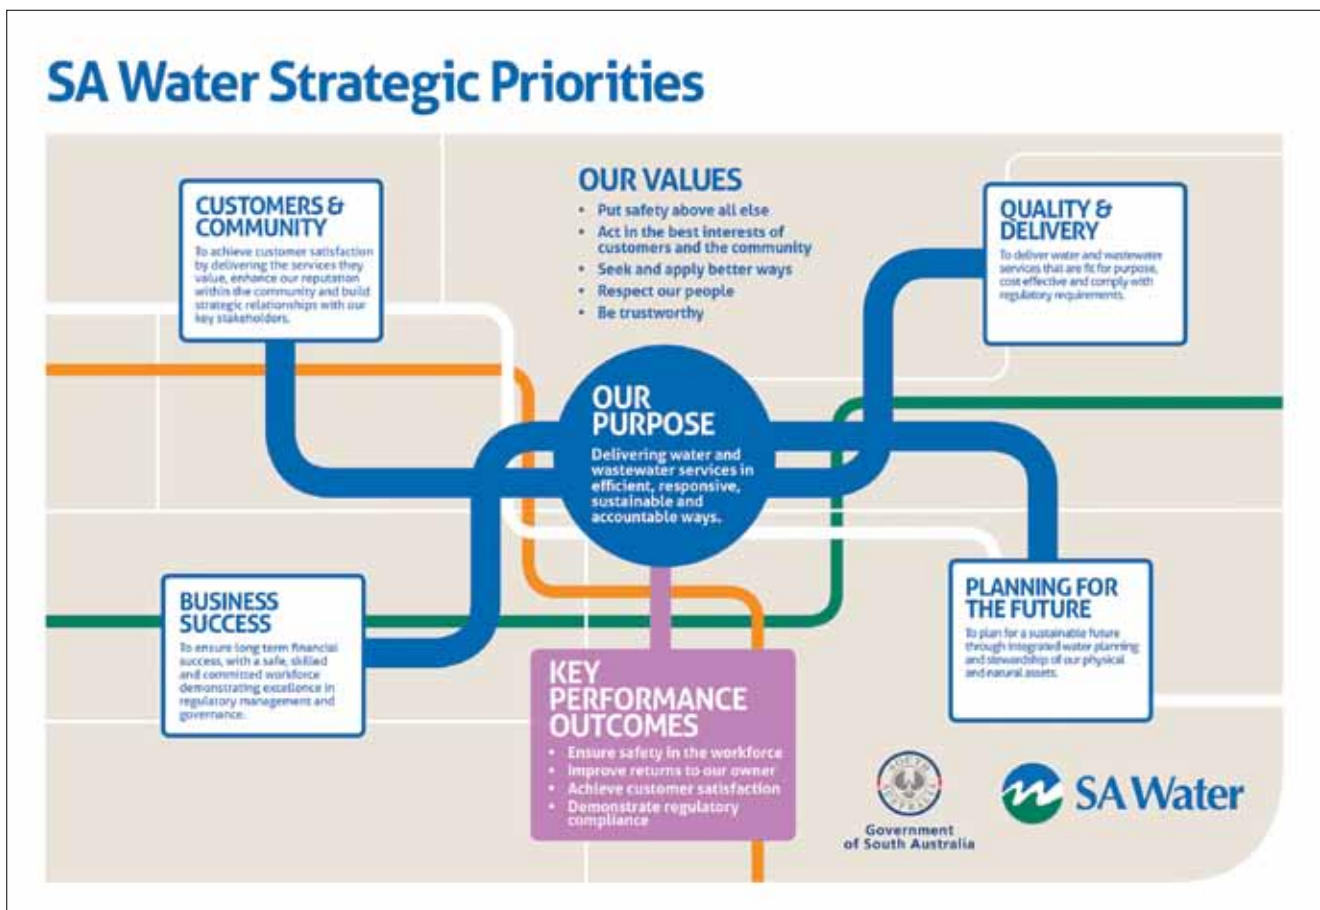 SA Water Strategic Priorities
CUSTOMERS &
COMMUNITY
To achieve customer satisfaction
by delivering the services they
value, enhance our reputation
within the community and build
strategic relationships with our
key stakeholders.
OUR VALUES
• Put safety above all else
• Act in the best interests of
customers and the community
• Seek and apply better ways
• Respect our people
• Be trustworthy
QUALITY &
DELIVERY
To deliver water and wastewater
services that are fit for purpose,
cost effective and comply with
regulatory requirements.
OUR
PURPOSE
Delivering water and
wastewater services in
efficient, responsive,
sustainable and
accountable ways.
BUSINESS
SUCCESS
To ensure long term financial
success, with a safe, skilled
and committed workforce
demonstrating excellence in
regulatory management and
governance.
KEY
PERFORMANCE
OUTCOMES
• Ensure safety in the workforce
• Improve returns to our owner
• Achieve customer satisfaction
• Demonstrate regulatory
compliance
PLANNING FOR
THE FUTURE
To plan for a sustainable future
through integrated water planning
and stewardship of our physical
and natural assets.
SOUTH
AUSTRALIA
Government
of South Australia
SA Water